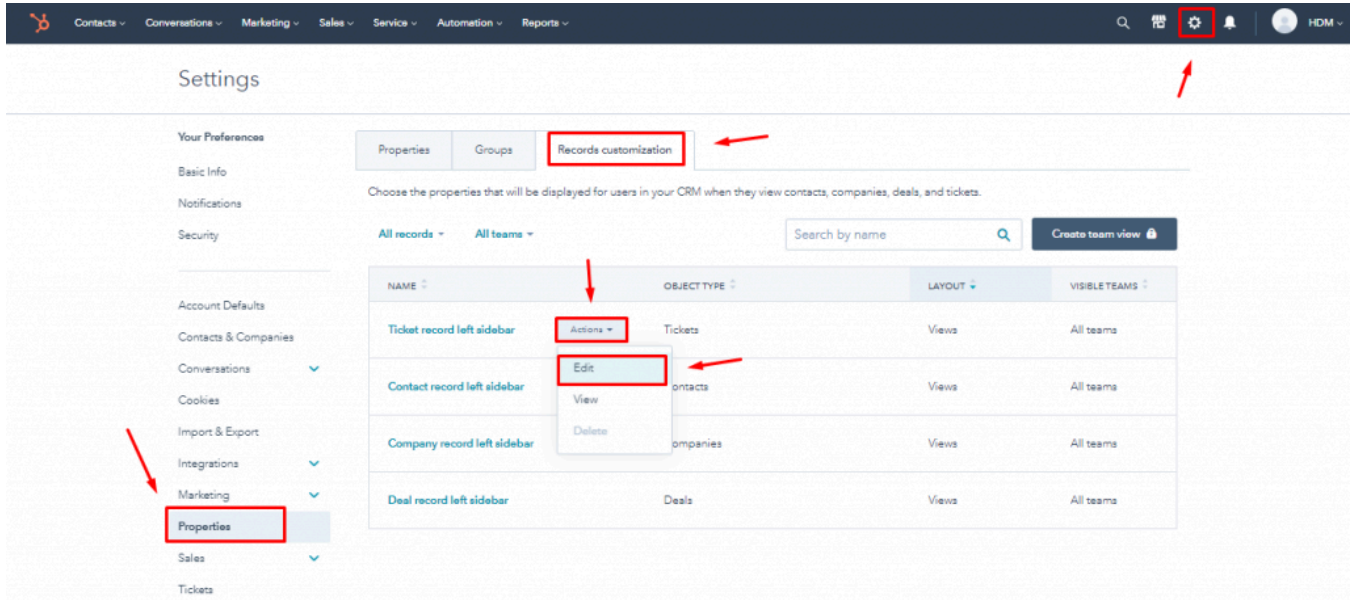 Contacts Conversations Marketing Sales Service Automation Reports HDM
Settings
Your Preferences
Basic Info
Notifications
Security
Account Defaults
Contacts & Companies
Conversations
Cookies
Import & Export
Integrations
Marketing
Properties
Sales
Tickets
Properties Groups Records customization
Choose the properties that will be displayed for users in your CRM when they view contacts, companies, deals, and tickets.
All records All teams Search by name Create team view
NAME OBJECT TYPE LAYOUT VISIBLE TEAMS
Ticket record left sidebar Actions Tickets Views All teams
Edit
Contact record left sidebar ontacts Views All teams
View
Delete
Company record left sidebar ompanies Views All teams
Deal record left sidebar Deals Views All teams